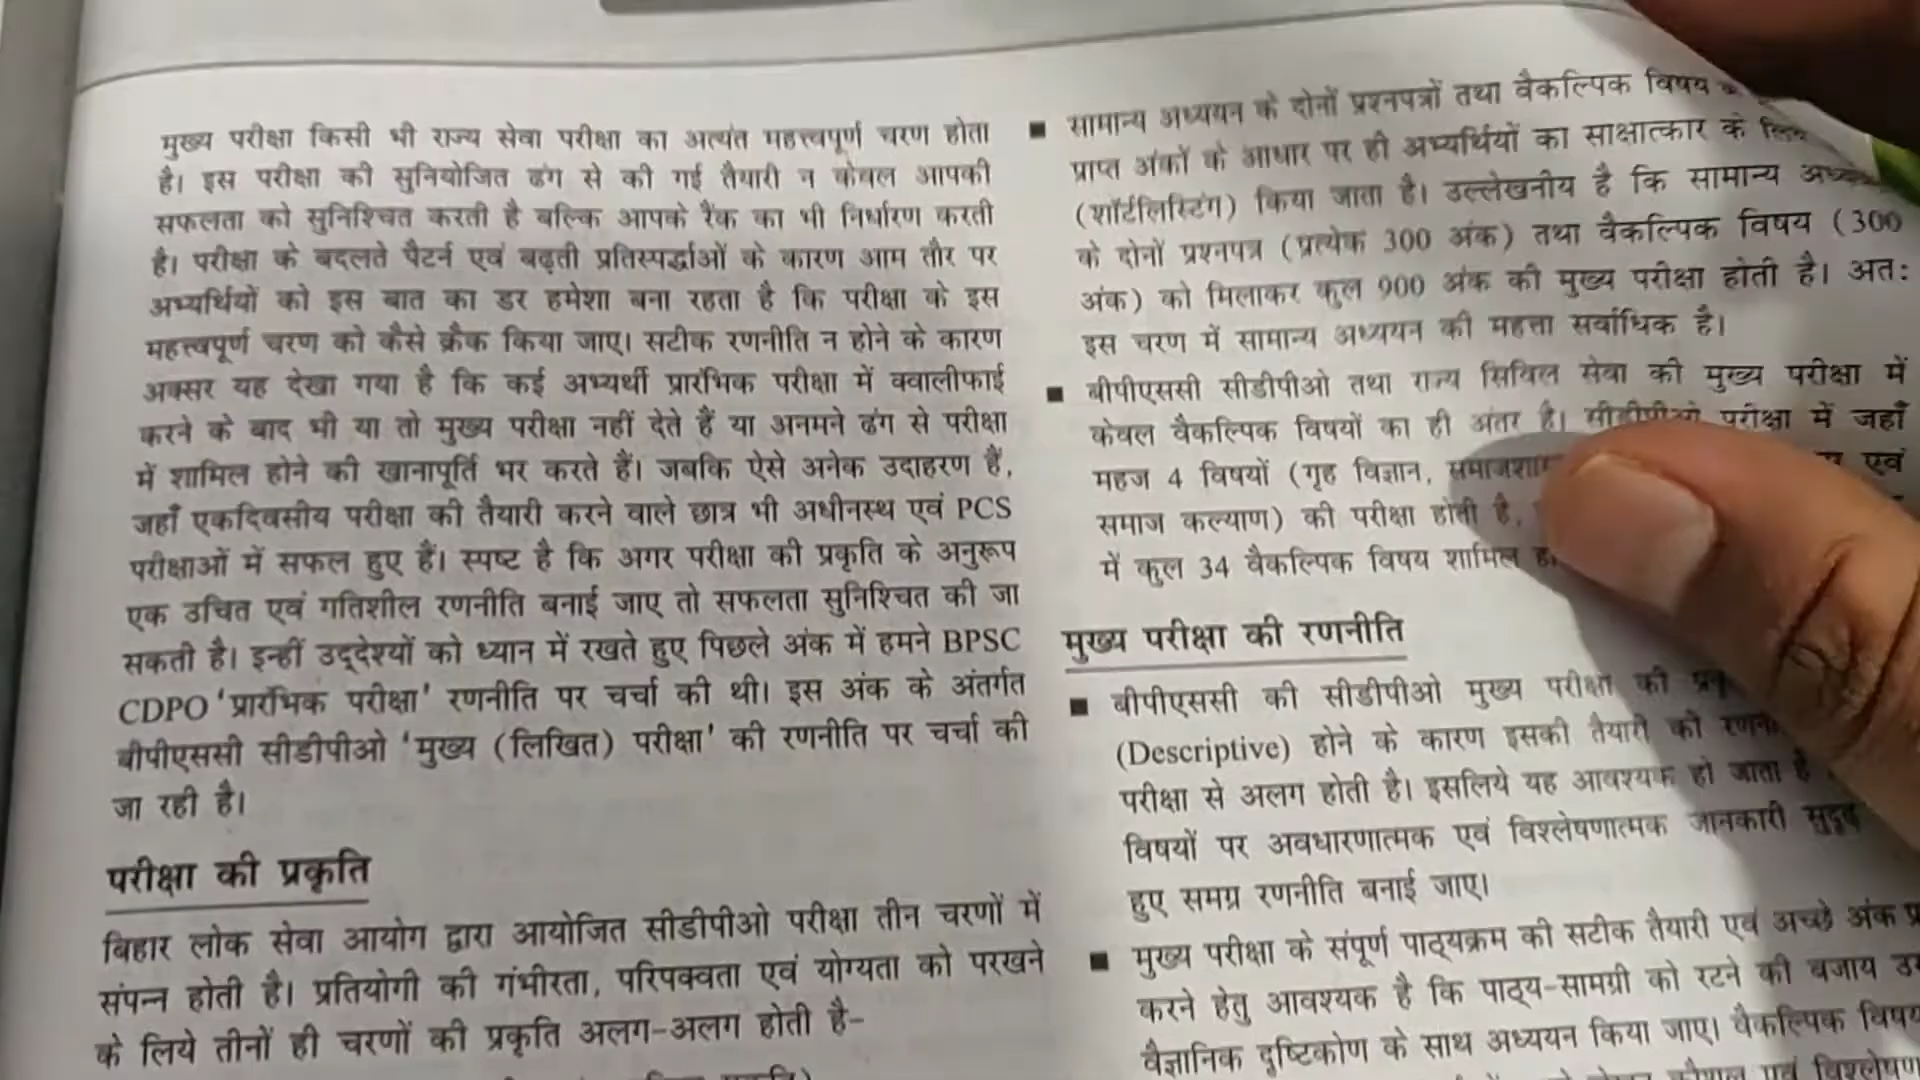 मुख्य परीक्षा किसी भी राज्य सेवा परीक्षा का अत्यंत महत्त्वपूर्ण चरण होता
है। इस परीक्षा की सुनियोजित ढंग से की गई तैयारी न केवल आपकी
सफलता को सुनिश्चित करती है बल्कि आपके रैंक का भी निर्धारण करती
है। परीक्षा के बदलते पैटर्न एवं बढ़ती प्रतिस्पर्द्धाओं के कारण आम तौर पर
अभ्यर्थियों को इस बात का डर हमेशा बना रहता है कि परीक्षा के इस
महत्त्वपूर्ण चरण को कैसे क्रैक किया जाए। सटीक रणनीति न होने के कारण
अक्सर यह देखा गया है कि कई अभ्यर्थी प्रारंभिक परीक्षा में क्वालीफाई
करने के बाद भी या तो मुख्य परीक्षा नहीं देते हैं या अनमने ढंग से परीक्षा
में शामिल होने की खानापूर्ति भर करते हैं। जबकि ऐसे अनेक उदाहरण हैं,
जहाँ एकदिवसीय परीक्षा की तैयारी करने वाले छात्र भी अधीनस्थ एवं PCS
परीक्षाओं में सफल हुए हैं। स्पष्ट है कि अगर परीक्षा की प्रकृति के अनुरूप
एक उचित एवं गतिशील रणनीति बनाई जाए तो सफलता सुनिश्चित की जा
सकती है। इन्हीं उद्देश्यों को ध्यान में रखते हुए पिछले अंक में हमने BPSC
CDPO 'प्रारंभिक परीक्षा' रणनीति पर चर्चा की थी। इस अंक के अंतर्गत
बीपीएससी सीडीपीओ 'मुख्य (लिखित) परीक्षा' की रणनीति पर चर्चा की
जा रही है।
परीक्षा की प्रकृति
बिहार लोक सेवा आयोग द्वारा आयोजित सीडीपीओ परीक्षा तीन चरणों में
संपन्न होती है। प्रतियोगी की गंभीरता, परिपक्वता एवं योग्यता को परखने
के लिये तीनों ही चरणों की प्रकृति अलग-अलग होती है-
■ सामान्य अध्ययन के दोनों प्रश्नपत्रों तथा वैकल्पिक विषय
प्राप्त अंकों के आधार पर ही अभ्यर्थियों का साक्षात्कार के लिए
(शॉर्टलिस्टिंग) किया जाता है। उल्लेखनीय है कि सामान्य
के दोनों प्रश्नपत्र (प्रत्येक 300 अंक) तथा वैकल्पिक विषय (300
अंक) को मिलाकर कुल 900 अंक की मुख्य परीक्षा होती है। अत:
इस चरण में सामान्य अध्ययन की महत्ता सर्वाधिक है।
■ बीपीएससी सीडीपीओ तथा राज्य सिविल सेवा की मुख्य परीक्षा में
केवल वैकल्पिक विषयों का ही अंतर है। सीडीपीओ परीक्षा में जहाँ
महज 4 विषयों (गृह विज्ञान, एवं
समाज कल्याण) की परीक्षा होती है,
में कुल 34 वैकल्पिक विषय शामिल
मुख्य परीक्षा की रणनीति
■ बीपीएससी की सीडीपीओ मुख्य परीक्षा की
(Descriptive) होने के कारण इसकी तैयारी की
परीक्षा से अलग होती है। इसलिये यह आवश्यक हो जाता है
विषयों पर अवधारणात्मक एवं विश्लेषणात्मक जानकारी
हुए समग्र रणनीति बनाई जाए।
■ मुख्य परीक्षा के संपूर्ण पाठ्यक्रम की सटीक तैयारी एवं अच्छे अंक
करने हेतु आवश्यक है कि पाठ्य-सामग्री को रटने की बजाय
वैज्ञानिक दृष्टिकोण के साथ अध्ययन किया जाए। वैकल्पिक विषय